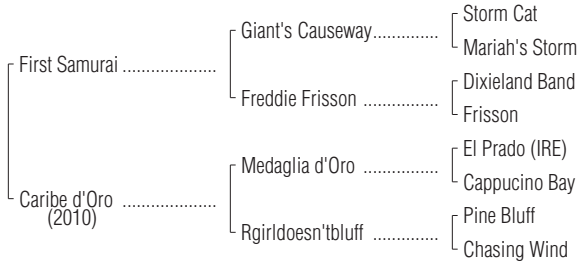 Storm Cat
Giant's Causeway..............
Mariah's Storm
First Samurai ....................
Dixieland Band
Freddie Frisson ................
Frisson
El Prado (IRE)
Medaglia d'Oro ................
Cappucino Bay
Caribe d'Oro ....................
(2010)
Pine Bluff
Rgirldoesn'tbluff ..............
Chasing Wind